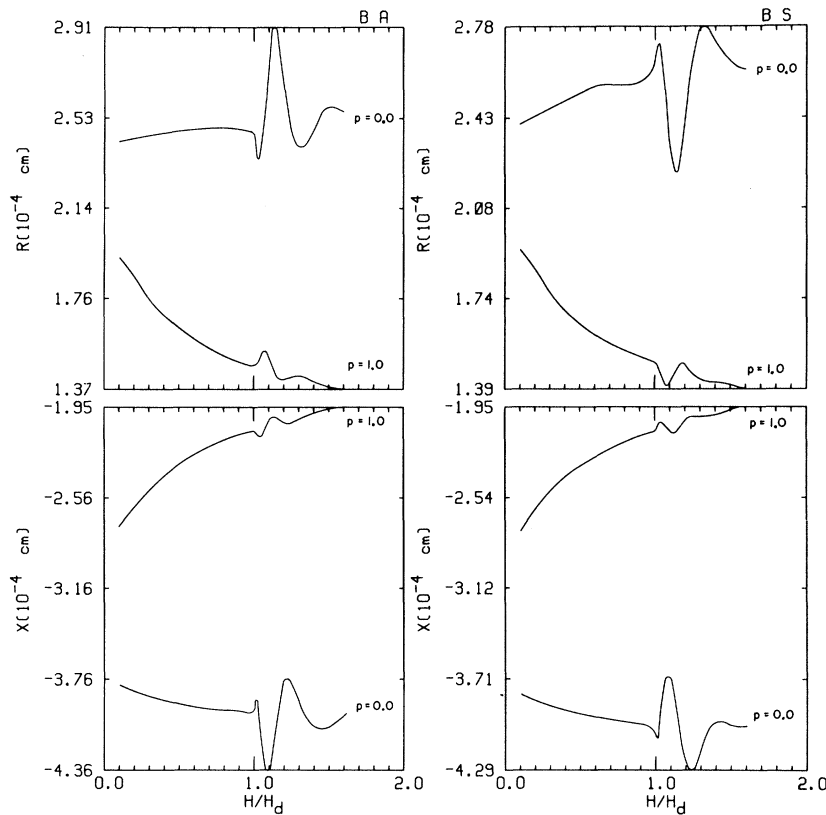 B A
2.91
2.53
2.14
1.76
1.37
R(10⁻⁴ cm)
p = 0.0
p = 1.0
B S
2.78
2.43
2.08
1.74
1.39
R(10⁻⁴ cm)
p = 0.0
p = 1.0
-1.95
-2.56
-3.16
-3.76
-4.36
X(10⁻⁴ cm)
p = 1.0
p = 0.0
0.0 1.0 2.0
H/Hd
-1.95
-2.54
-3.12
-3.71
-4.29
X(10⁻⁴ cm)
p = 1.0
p = 0.0
0.0 1.0 2.0
H/Hd